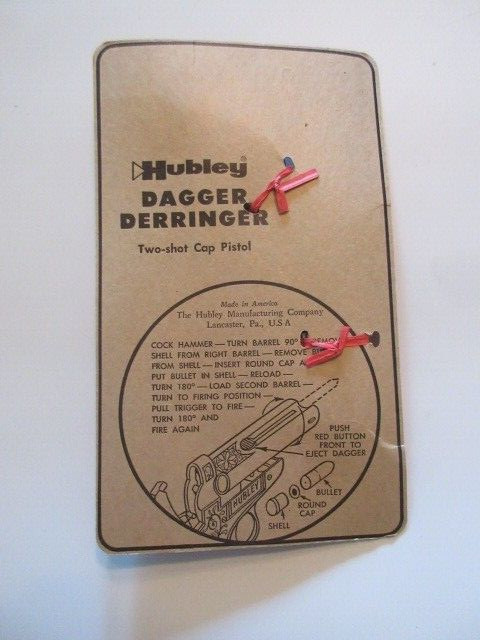 Hubley®
DAGGER
DERRINGER
Two-shot Cap Pistol
Made in America
The Hubley Manufacturing Company
Lancaster, Pa., U.S.A
COCK HAMMER — TURN BARREL 90°
SHELL FROM RIGHT BARREL — REMOVE
FROM SHELL — INSERT ROUND CAP
PUT BULLET IN SHELL — RELOAD —
TURN 180° — LOAD SECOND BARREL —
TURN TO FIRING POSITION —
PULL TRIGGER TO FIRE —
TURN 180° AND
FIRE AGAIN
PUSH
RED BUTTON
FRONT TO
EJECT DAGGER
HUBLEY
BULLET
ROUND
CAP
SHELL